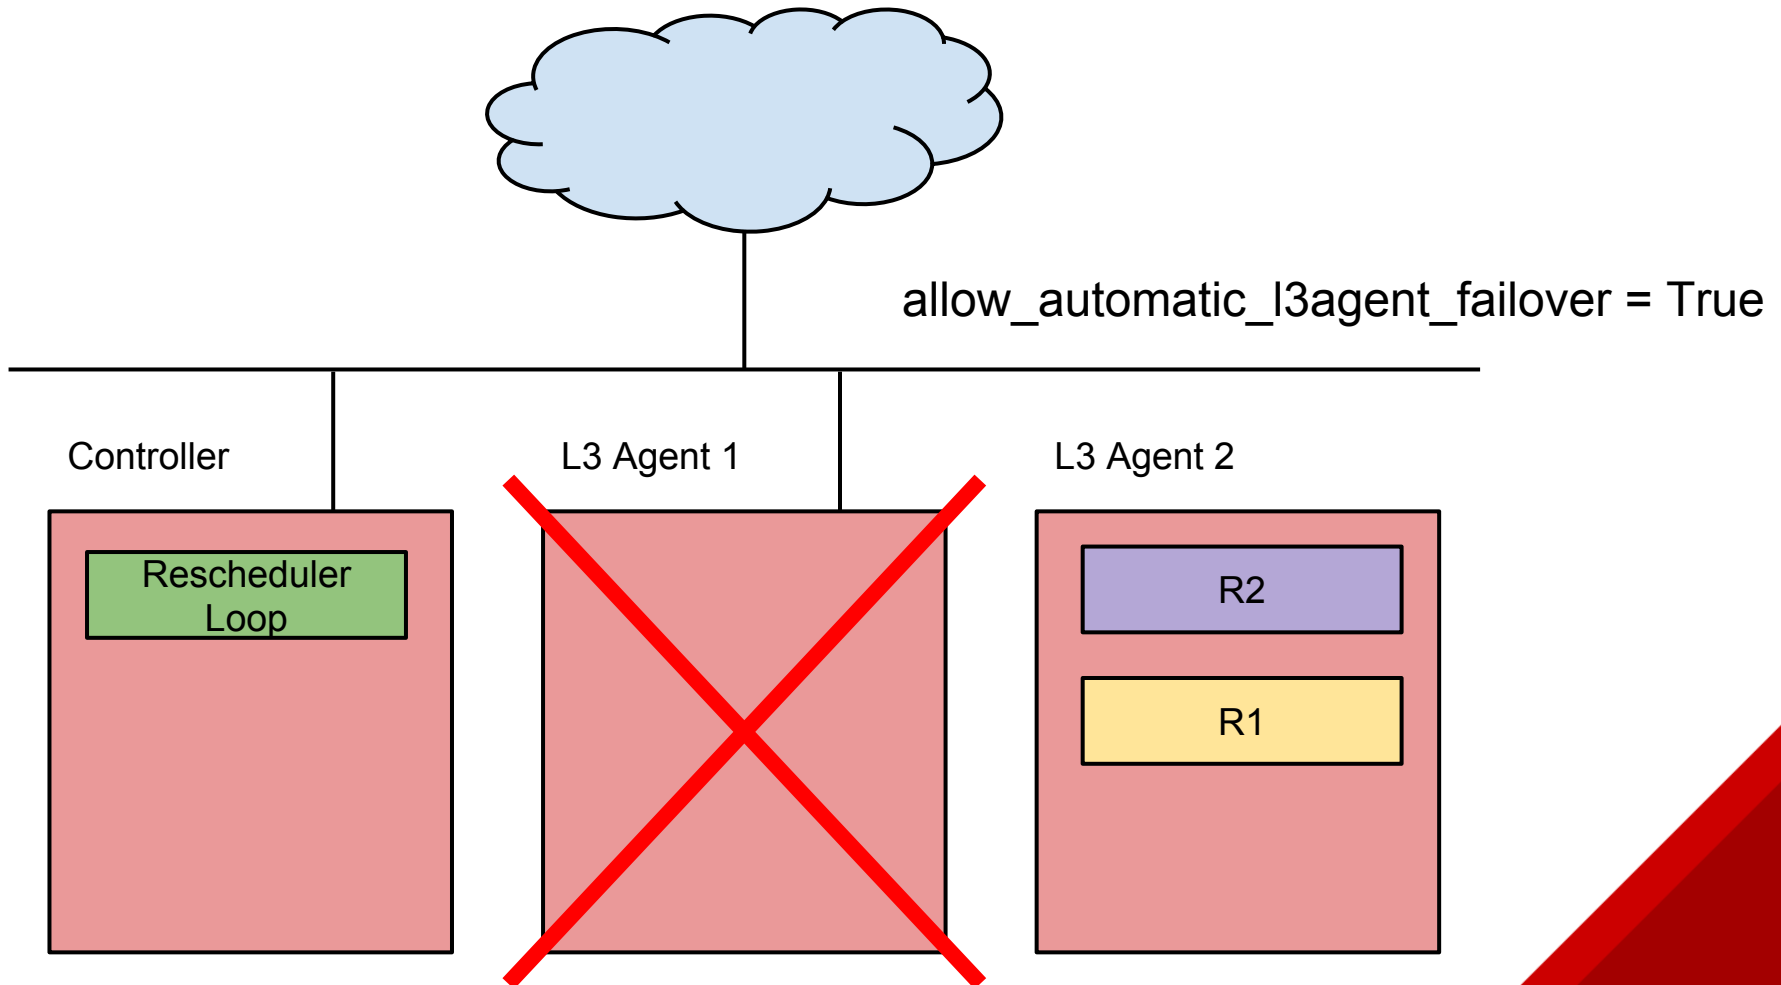 allow_automatic_l3agent_failover = True
Controller
L3 Agent 1
L3 Agent 2
Rescheduler
Loop
R2
R1